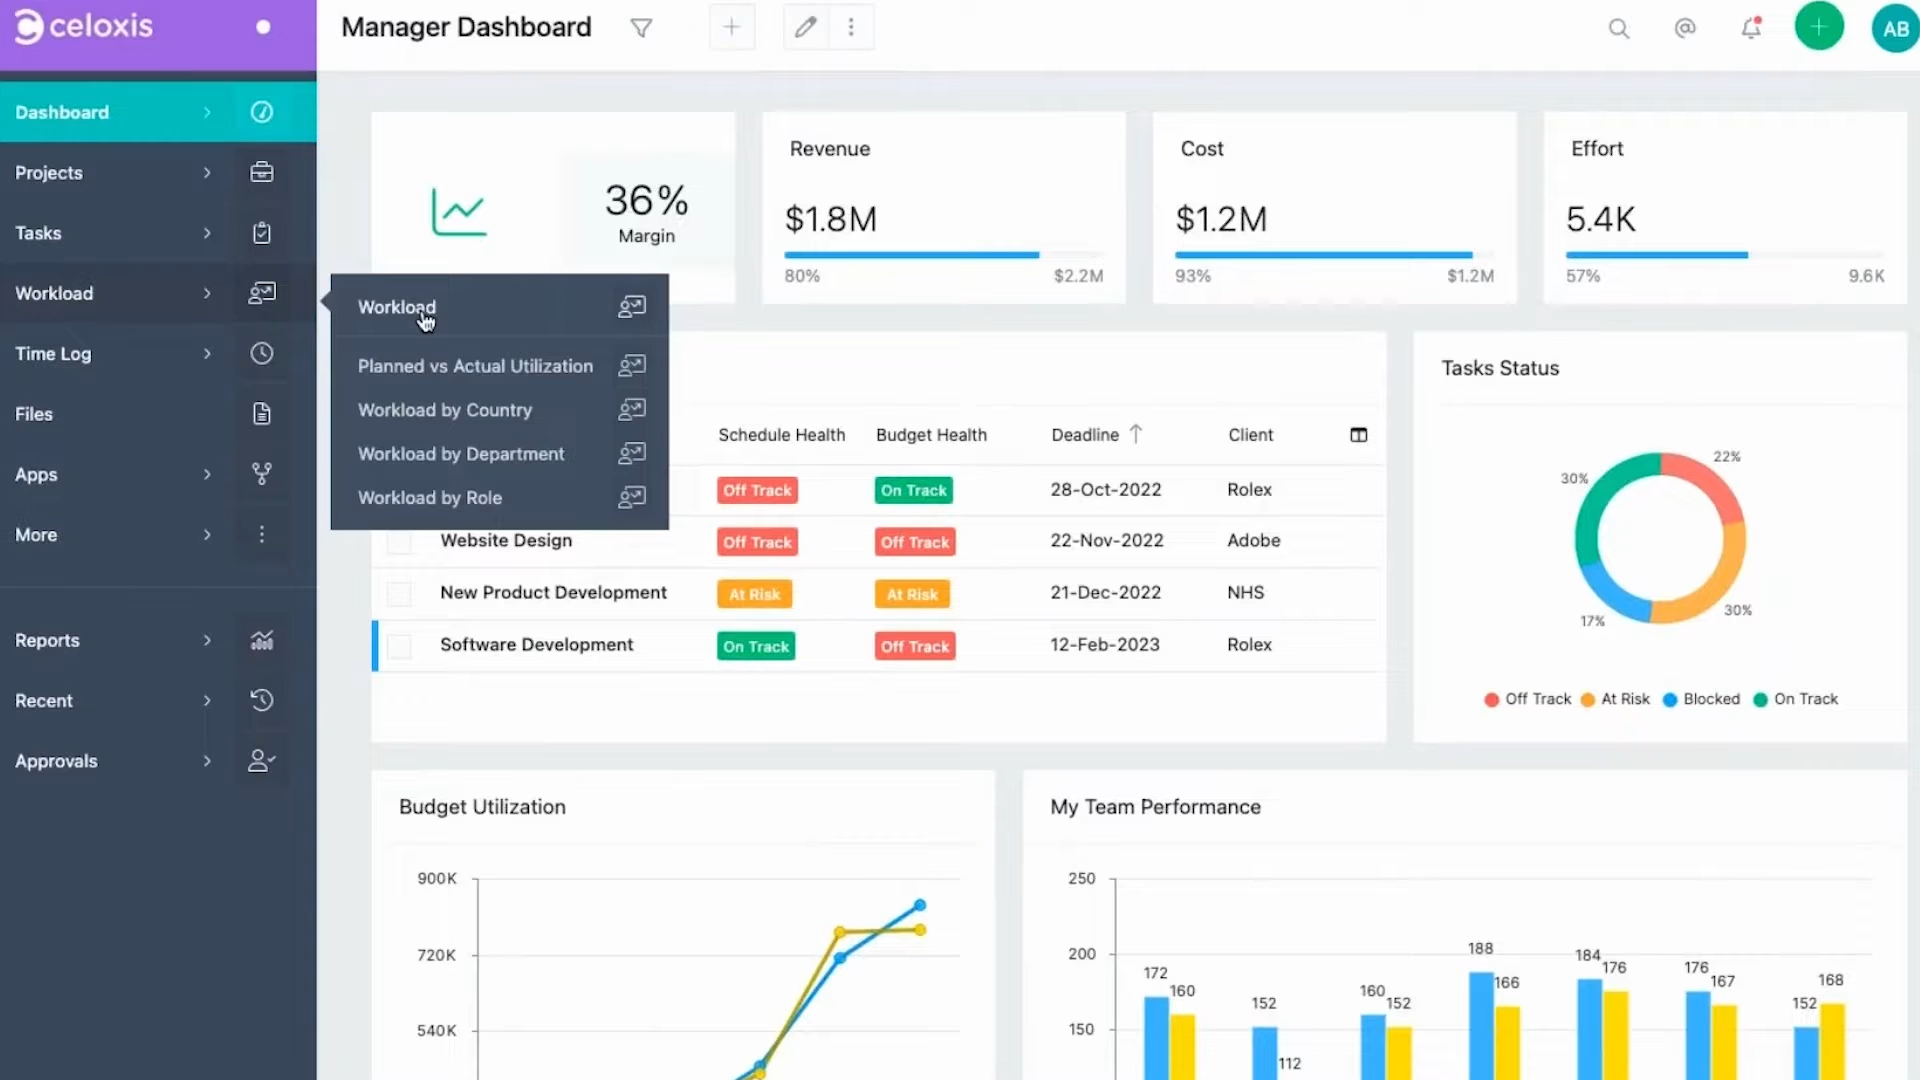 celoxis
Manager Dashboard
AB
Dashboard
Projects
Tasks
Workload
Time Log
Files
Apps
More
Reports
Recent
Approvals
Workload
Planned vs Actual Utilization
Workload by Country
Workload by Department
Workload by Role
36%
Margin
Revenue
$1.8M
80% $2.2M
Cost
$1.2M
93% $1.2M
Effort
5.4K
57% 9.6K
Schedule Health Budget Health Deadline Client
Off Track On Track 28-Oct-2022 Rolex
Website Design Off Track Off Track 22-Nov-2022 Adobe
New Product Development At Risk At Risk 21-Dec-2022 NHS
Software Development On Track Off Track 12-Feb-2023 Rolex
Tasks Status
22%
30%
30%
17%
Off Track At Risk Blocked On Track
Budget Utilization
900K
720K
540K
My Team Performance
250
200
150
172 160
152 112
160 152
188 166
184 176
176 167
152 168